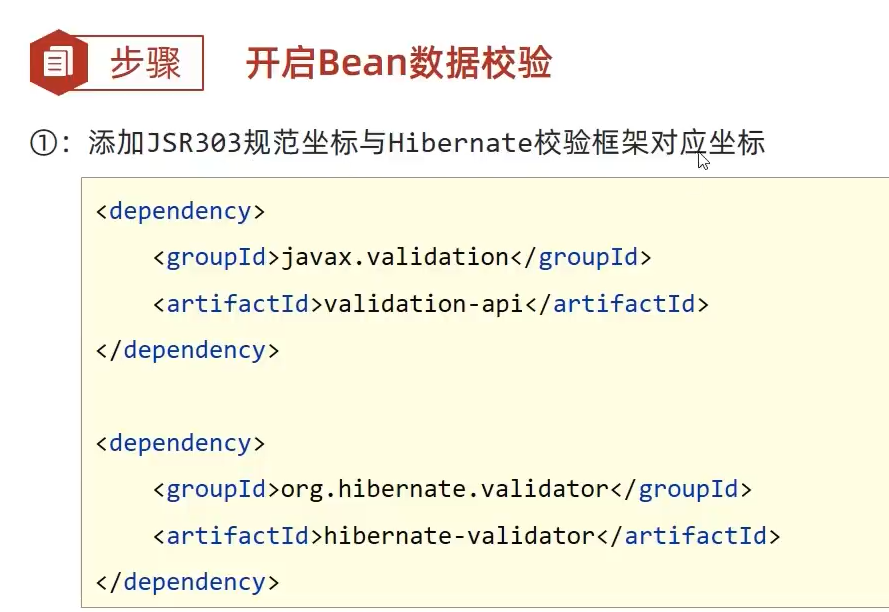 步骤
开启Bean数据校验
①：添加JSR303规范坐标与Hibernate校验框架对应坐标
<dependency>
    <groupId>javax.validation</groupId>
    <artifactId>validation-api</artifactId>
</dependency>
<dependency>
    <groupId>org.hibernate.validator</groupId>
    <artifactId>hibernate-validator</artifactId>
</dependency>